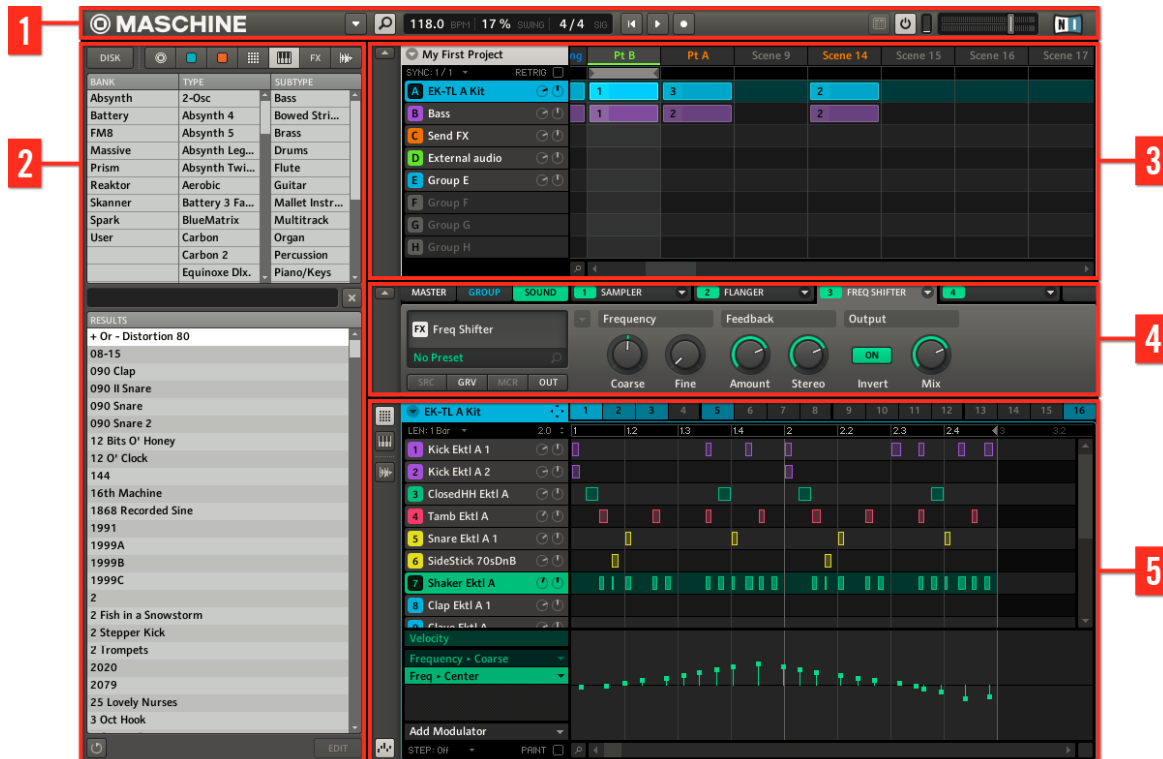 1
MASCHINE
118.0 BPM 17 % SWING 4/4 SIG
NI
2
DISK FX
BANK TYPE SUBTYPE
Absynth 2-Osc Bass
Battery Absynth 4 Bowed Stri...
FM8 Absynth 5 Brass
Massive Absynth Leg... Drums
Prism Absynth Twi... Flute
Reaktor Aerobic Guitar
Skanner Battery 3 Fa... Mallet Instr...
Spark BlueMatrix Multitrack
User Carbon Organ
Carbon 2 Percussion
Equinoxe Dlx. Piano/Keys
RESULTS
+ Or - Distortion 80
08-15
090 Clap
090 II Snare
090 Snare
090 Snare 2
12 Bits O' Honey
12 O' Clock
144
16th Machine
1868 Recorded Sine
1991
1999A
1999B
1999C
2
2 Fish in a Snowstorm
2 Stepper Kick
2 Trompets
2020
2079
25 Lovely Nurses
3 Oct Hook
EDIT
3
My First Project ng Pt B Pt A Scene 9 Scene 14 Scene 15 Scene 16 Scene 17
SYNC: 1 / 1 RETRIG
A EK-TL A Kit 1 3 2
B Bass 1 2 2
C Send FX
D External audio
E Group E
F Group F
G Group G
H Group H
4
MASTER GROUP SOUND 1 SAMPLER 2 FLANGER 3 FREQ SHIFTER 4
FX Freq Shifter Frequency Feedback Output
No Preset ON
SRC GRV MCR OUT Coarse Fine Amount Stereo Invert Mix
5
EK-TL A Kit 1 2 3 4 5 6 7 8 9 10 11 12 13 14 15 16
LEN: 1 Bar 2.0 1 1.2 1.3 1.4 2 2.2 2.3 2.4 3 3.2
1 Kick Ektl A 1
2 Kick Ektl A 2
3 ClosedHH Ektl A
4 Tamb Ektl A
5 Snare Ektl A 1
6 SideStick 70sDnB
7 Shaker Ektl A
8 Clap Ektl A 1
9 Clave Ektl A
Velocity
Frequency ▸ Coarse
Freq ▸ Center
Add Modulator
STEP: Off PAINT